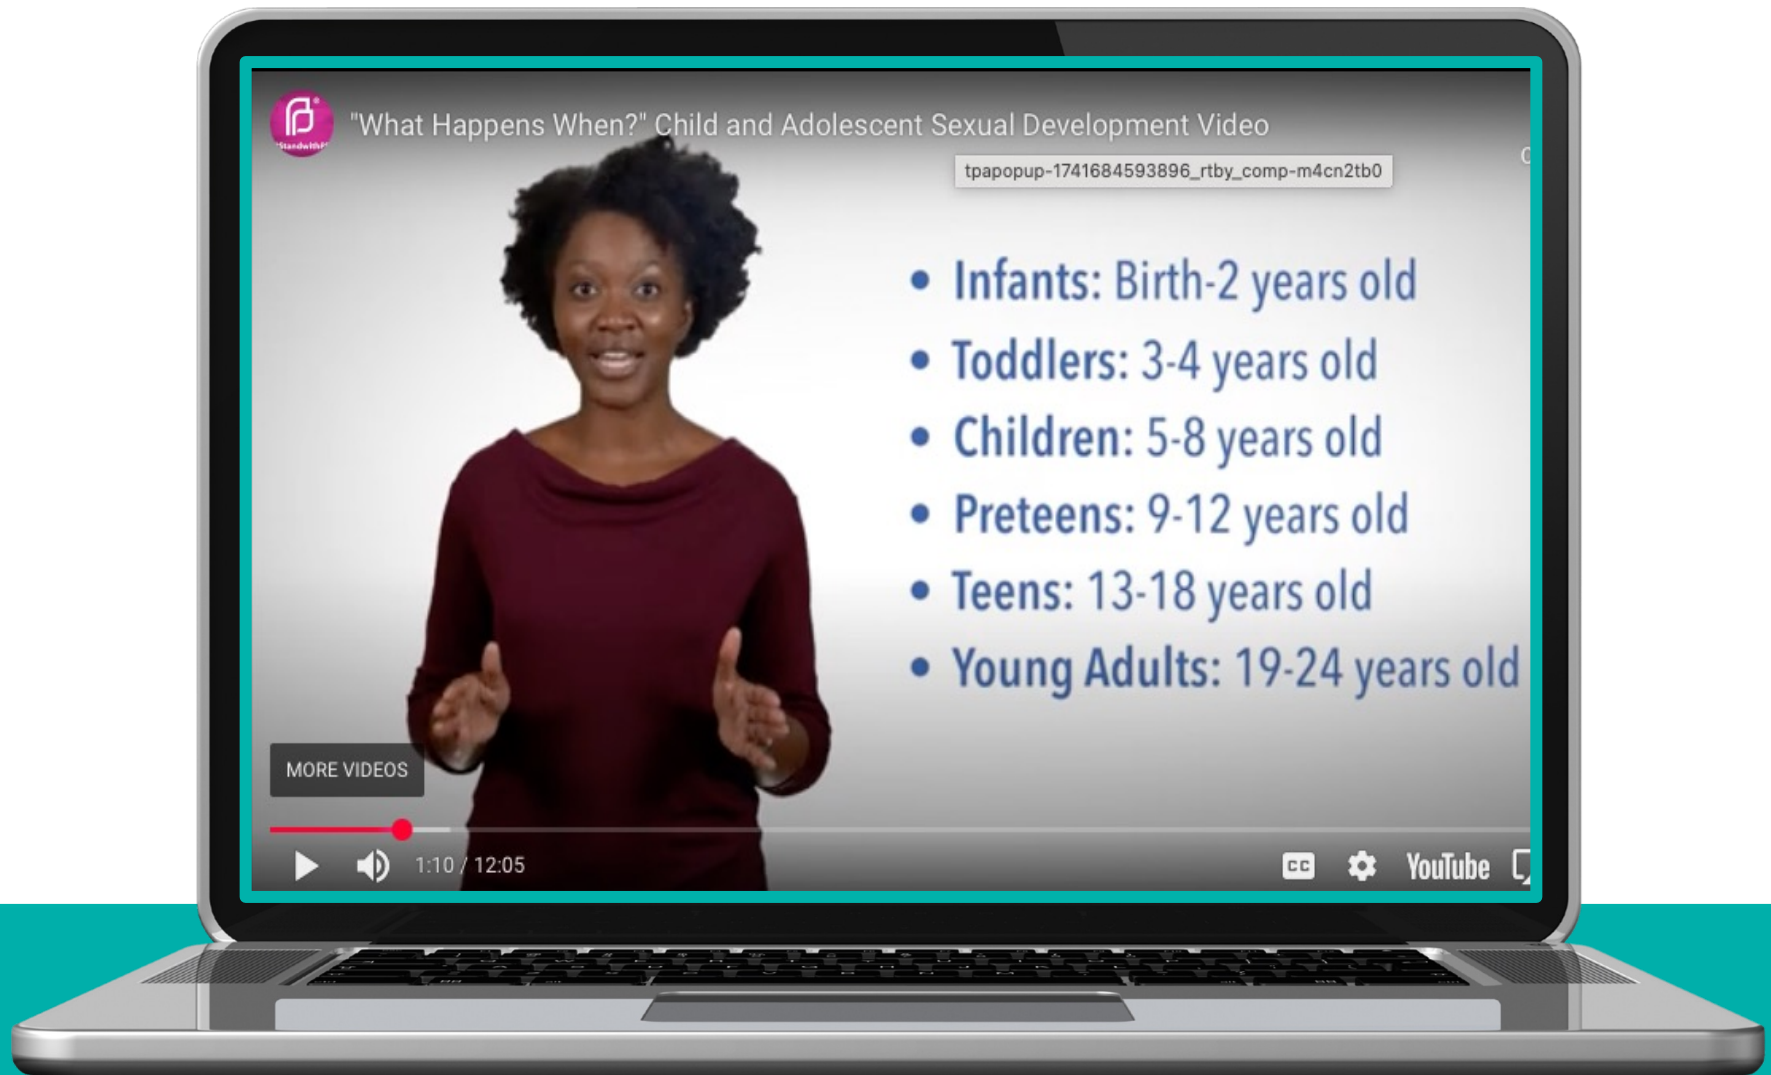 "What Happens When?" Child and Adolescent Sexual Development Video
tpapopup-1741684593896_rtby_comp-m4cn2tb0
• Infants: Birth-2 years old
• Toddlers: 3-4 years old
• Children: 5-8 years old
• Preteens: 9-12 years old
• Teens: 13-18 years old
• Young Adults: 19-24 years old
MORE VIDEOS
1:10 / 12:05
CC
YouTube